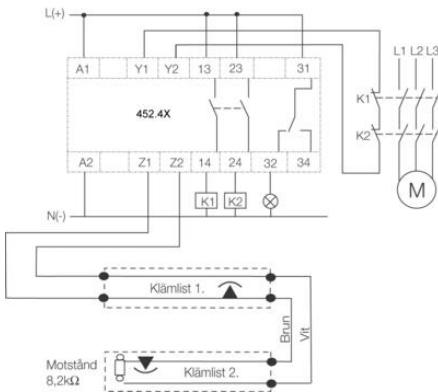 L(+)
L1 L2 L3
A1 Y1 Y2 13 23 31
K1
452.4X
K2
A2 Z1 Z2 14 24 32 34
K1 K2
M
N(-)
Klämlist 1.
Brun
Vit
Motstånd
8,2kΩ
Klämlist 2.